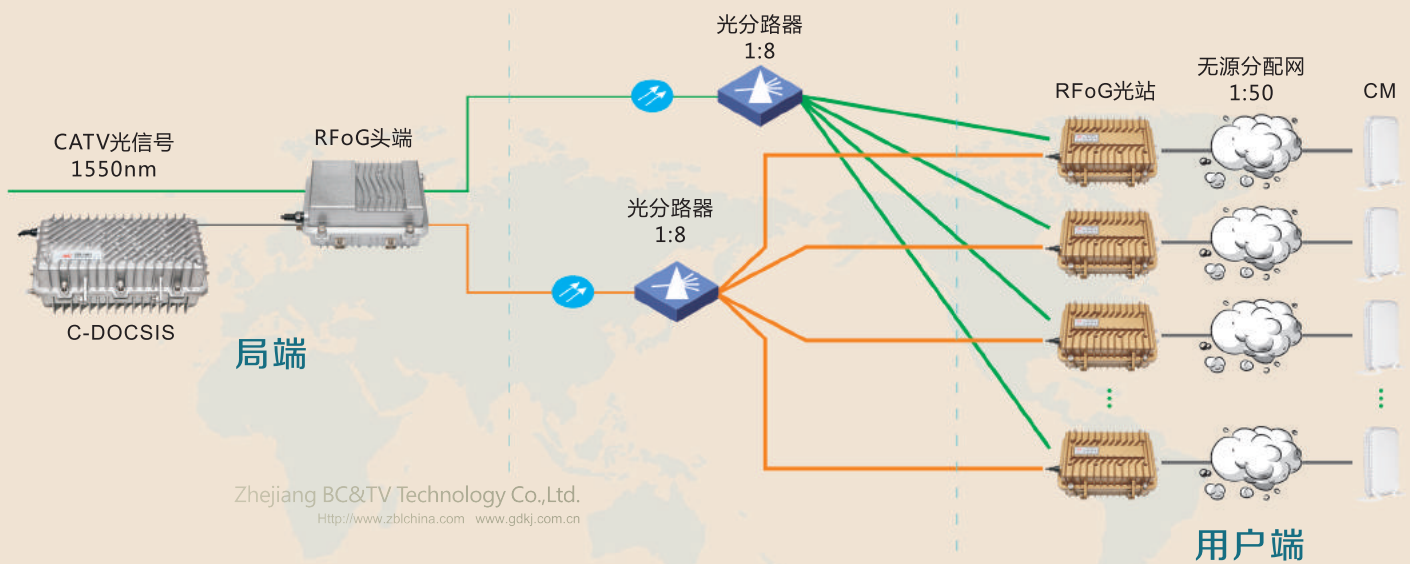 光分路器
1:8
RFoG光站
无源分配网
1:50
CM
CATV光信号
1550nm
RFoG头端
光分路器
1:8
C-DOCSIS
局端
Zhejiang BC&TV Technology Co.,Ltd.
Http://www.zblchina.com www.gdkj.com.cn
用户端